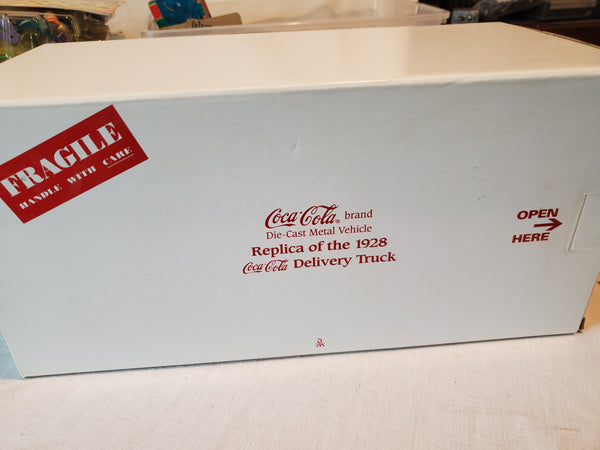 FRAGILE
HANDLE WITH CARE
Coca-Cola® brand
Die-Cast Metal Vehicle
Replica of the 1928
Coca-Cola Delivery Truck
OPEN
HERE